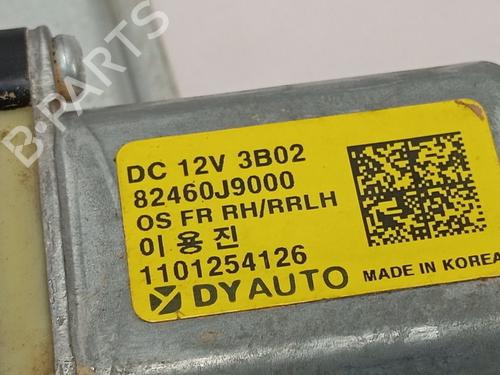 B-PARTS
DC 12V 3B02
82460J9000
OS FR RH/RRLH
이용진
1101254126
DYAUTO MADE IN KOREA